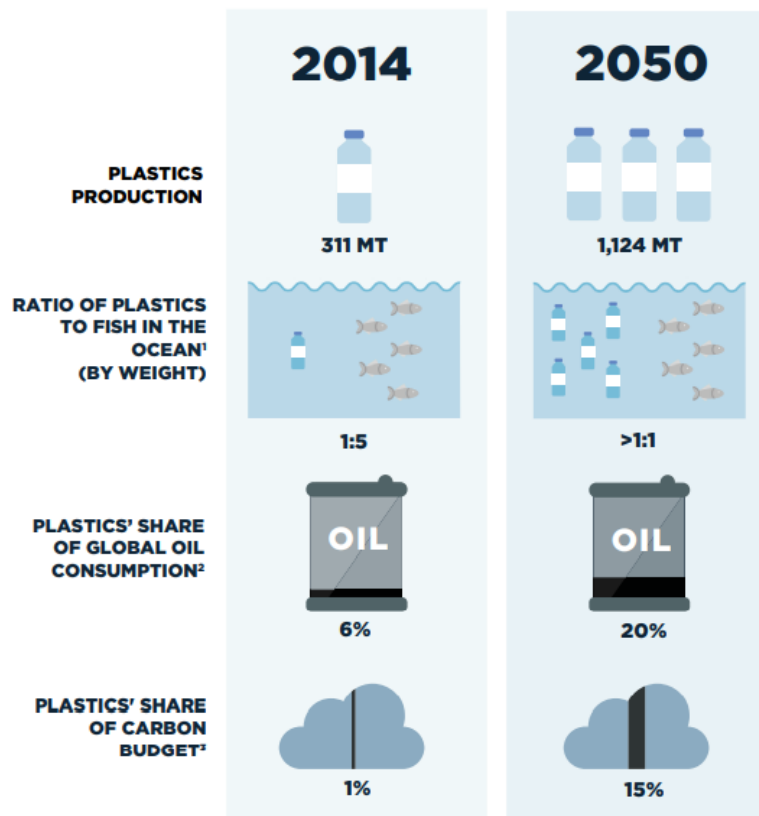 2014 2050
PLASTICS
PRODUCTION
311 MT 1,124 MT
RATIO OF PLASTICS
TO FISH IN THE
OCEAN¹
(BY WEIGHT)
1:5 >1:1
PLASTICS' SHARE
OF GLOBAL OIL
CONSUMPTION²
OIL OIL
6% 20%
PLASTICS' SHARE
OF CARBON
BUDGET³
1% 15%